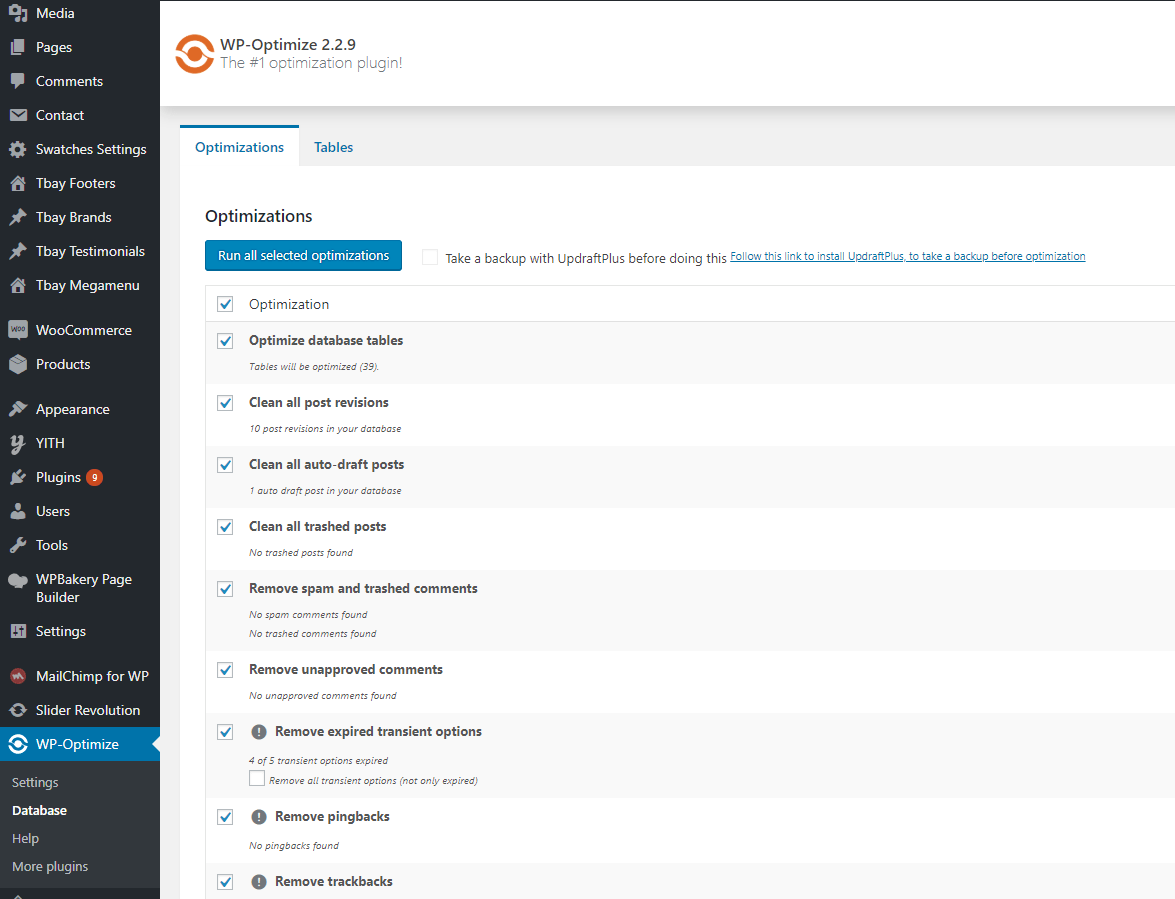 Media
Pages
Comments
Contact
Swatches Settings
Tbay Footers
Tbay Brands
Tbay Testimonials
Tbay Megamenu
WOO WooCommerce
Products
Appearance
YITH
Plugins 9
Users
Tools
WPBakery Page
Builder
Settings
MailChimp for WP
Slider Revolution
WP-Optimize
Settings
Database
Help
More plugins
WP-Optimize 2.2.9
The #1 optimization plugin!
Optimizations Tables
Optimizations
Run all selected optimizations Take a backup with UpdraftPlus before doing this Follow this link to install UpdraftPlus, to take a backup before optimization
Optimization
Optimize database tables
Tables will be optimized (39).
Clean all post revisions
10 post revisions in your database
Clean all auto-draft posts
1 auto draft post in your database
Clean all trashed posts
No trashed posts found
Remove spam and trashed comments
No spam comments found
No trashed comments found
Remove unapproved comments
No unapproved comments found
Remove expired transient options
4 of 5 transient options expired
Remove all transient options (not only expired)
Remove pingbacks
No pingbacks found
Remove trackbacks